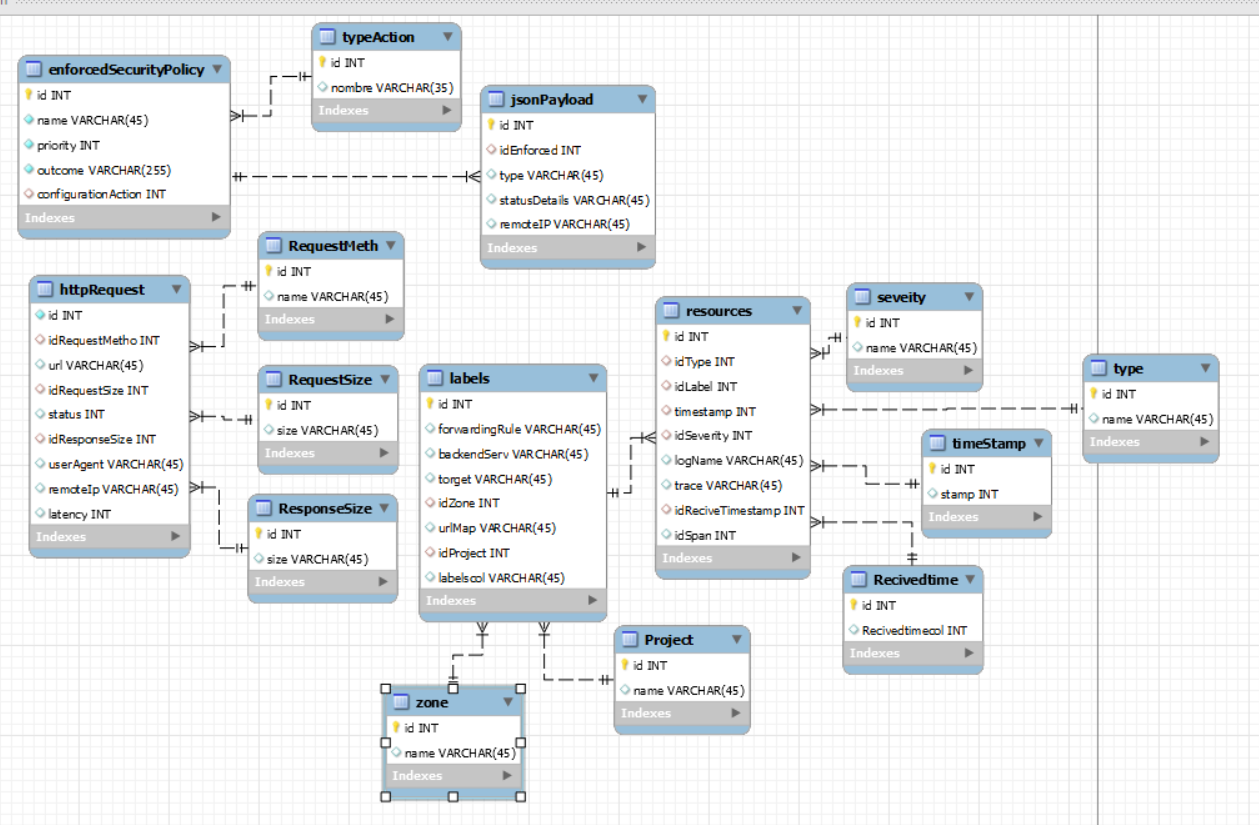 enforcedSecurityPolicy
id INT
name VARCHAR(45)
priority INT
outcome VARCHAR(255)
configurationAction INT
Indexes
typeAction
id INT
nombre VARCHAR(35)
Indexes
jsonPayload
id INT
idEnforced INT
type VARCHAR(45)
statusDetails VARCHAR(45)
remoteIP VARCHAR(45)
Indexes
httpRequest
id INT
idRequestMetho INT
url VARCHAR(45)
idRequestSize INT
status INT
idResponseSize INT
userAgent VARCHAR(45)
remoteIp VARCHAR(45)
latency INT
Indexes
RequestMeth
id INT
name VARCHAR(45)
Indexes
RequestSize
id INT
size VARCHAR(45)
Indexes
ResponseSize
id INT
size VARCHAR(45)
Indexes
labels
id INT
forwardingRule VARCHAR(45)
backendServ VARCHAR(45)
target VARCHAR(45)
idZone INT
urlMap VARCHAR(45)
idProject INT
labelscol VARCHAR(45)
Indexes
resources
id INT
idType INT
idLabel INT
timestamp INT
idSeverity INT
logName VARCHAR(45)
trace VARCHAR(45)
idReciveTimestamp INT
idSpan INT
Indexes
seveity
id INT
name VARCHAR(45)
Indexes
type
id INT
name VARCHAR(45)
Indexes
timeStamp
id INT
stamp INT
Indexes
Recivedtime
id INT
Recivedtimecol INT
Indexes
Project
id INT
name VARCHAR(45)
Indexes
zone
id INT
name VARCHAR(45)
Indexes